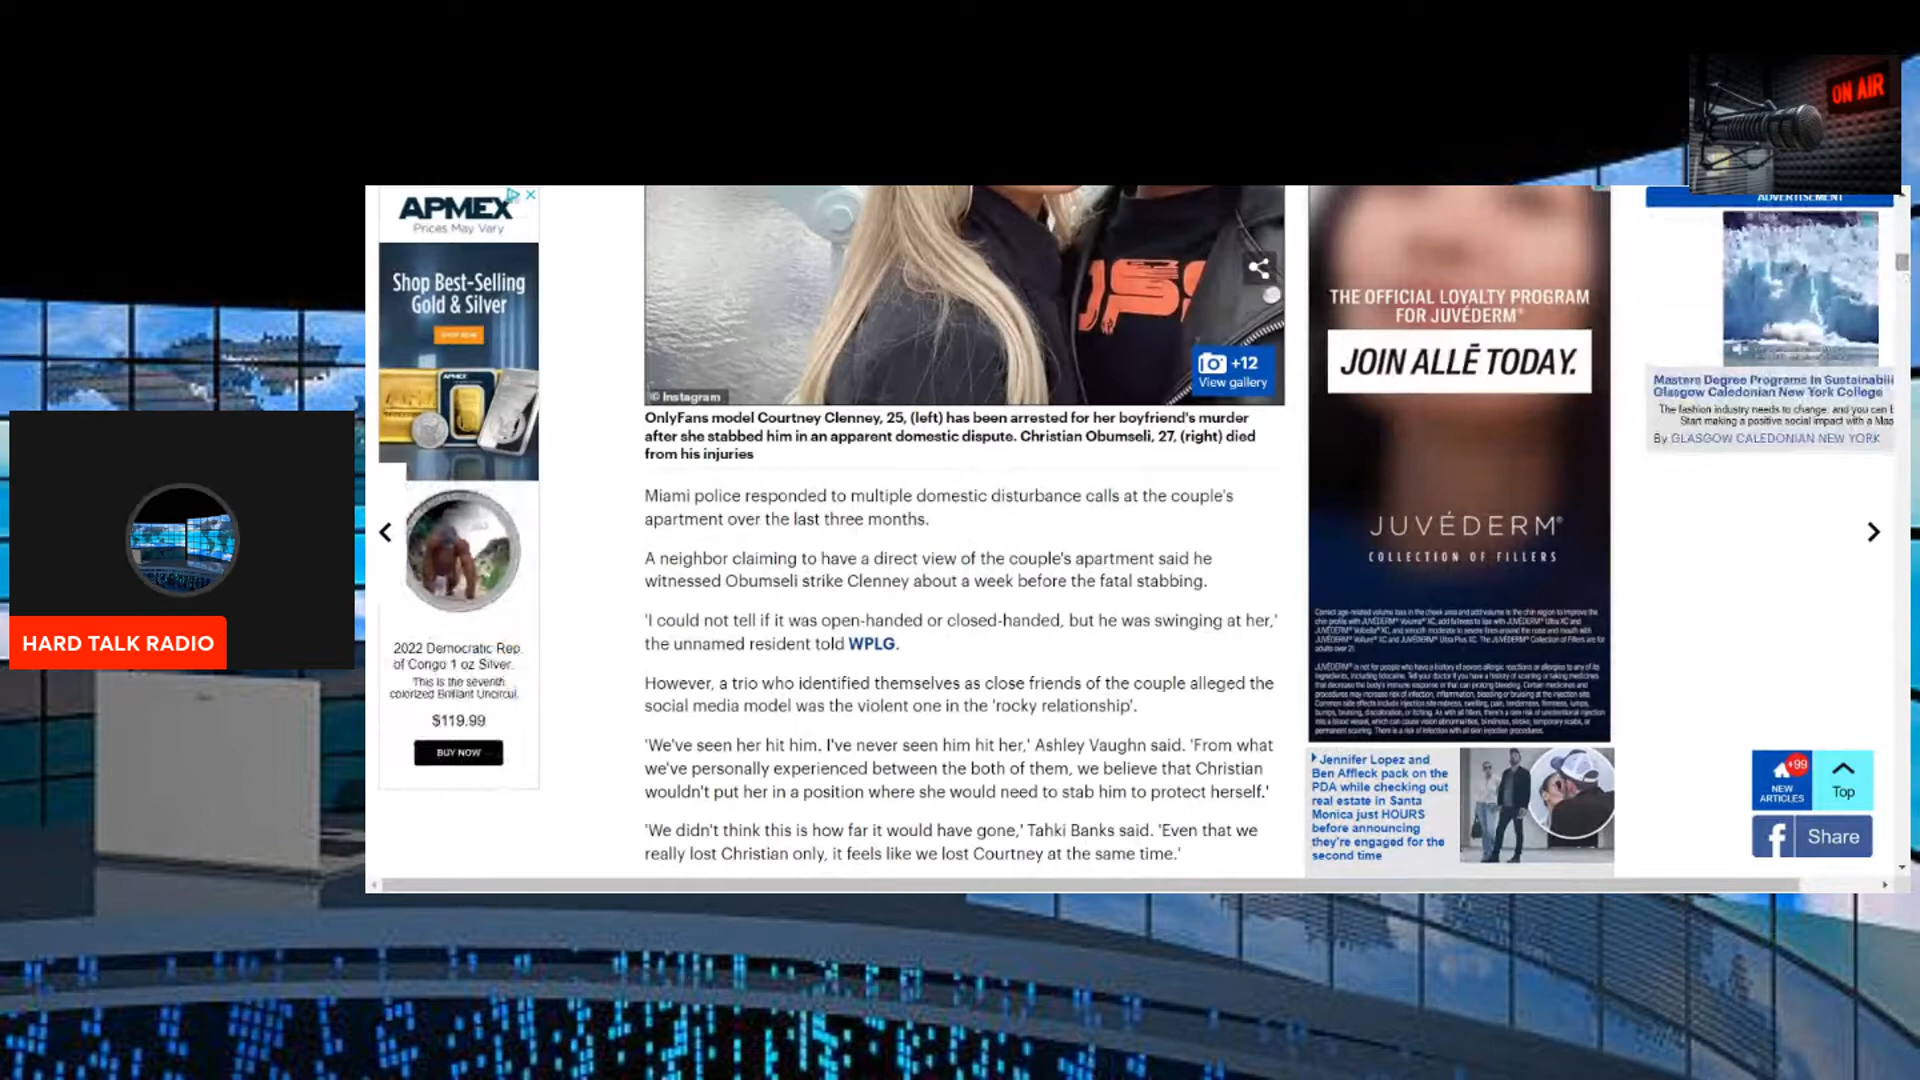 ON AIR
APMEX
Prices May Vary
Shop Best-Selling
Gold & Silver
SHOP NOW
APMEX
2022 Democratic Rep.
of Congo 1 oz Silver.
This is the seventh
colorized Brilliant Uncircul.
$119.99
BUY NOW
HARD TALK RADIO
+12
View gallery
© Instagram
OnlyFans model Courtney Clenney, 25, (left) has been arrested for her boyfriend's murder
after she stabbed him in an apparent domestic dispute. Christian Obumseli, 27, (right) died
from his injuries
Miami police responded to multiple domestic disturbance calls at the couple's
apartment over the last three months.
A neighbor claiming to have a direct view of the couple's apartment said he
witnessed Obumseli strike Clenney about a week before the fatal stabbing.
'I could not tell if it was open-handed or closed-handed, but he was swinging at her,'
the unnamed resident told WPLG.
However, a trio who identified themselves as close friends of the couple alleged the
social media model was the violent one in the 'rocky relationship'.
'We've seen her hit him. I've never seen him hit her,' Ashley Vaughn said. 'From what
we've personally experienced between the both of them, we believe that Christian
wouldn't put her in a position where she would need to stab him to protect herself.'
'We didn't think this is how far it would have gone,' Tahki Banks said. 'Even that we
really lost Christian only, it feels like we lost Courtney at the same time.'
THE OFFICIAL LOYALTY PROGRAM
FOR JUVÉDERM®
JOIN ALLĒ TODAY.
JUVÉDERM®
COLLECTION OF FILLERS
Jennifer Lopez and
Ben Affleck pack on the
PDA while checking out
real estate in Santa
Monica just HOURS
before announcing
they're engaged for the
second time
ADVERTISEMENT
Masters Degree Programs In Sustainabili
Glasgow Caledonian New York College
The fashion industry needs to change, and you can b
Start making a positive social impact with a Mas
By GLASGOW CALEDONIAN NEW YORK
+99
NEW
ARTICLES
Top
Share